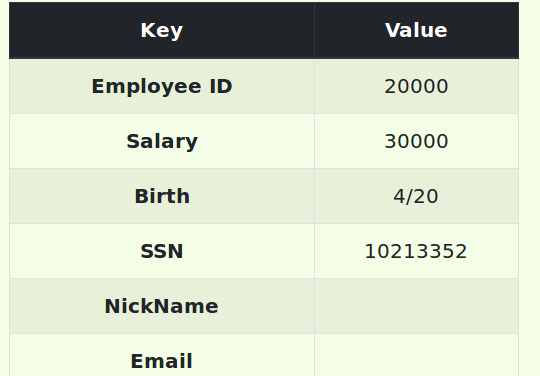 Key Value
Employee ID 20000
Salary 30000
Birth 4/20
SSN 10213352
NickName
Email